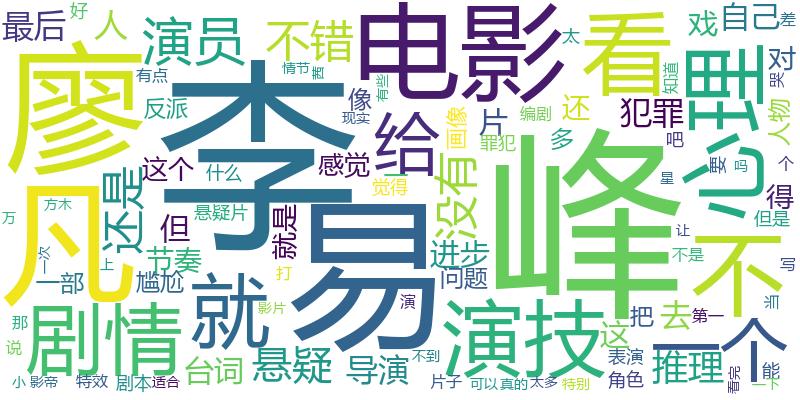 最后
人
好
演员
不错
电影
看
戏
自己
差
太
对
哭
廖
有点
情节
茜
有些
知道
李
反派
像
现实
给
片
编剧
还
犯罪
心理
人物
画像
罪犯
多
吧
凡
还是
这个
什么
感觉
没有
峰
要
吗
个
得
觉得
一
星
万
方木
悬疑片
但
就是
易
不
让
但是
一次
上
节奏
进步
不是
写
一部
尴尬
打
问题
就
演
影片
把
去
第一
当
那
说
剧情
台词
悬疑
导演
不到
演技
这
表演
角色
推理
一个
能
看完
小
影帝
特效
剧本
适合
片子
可以
真的
太多
特别
一下